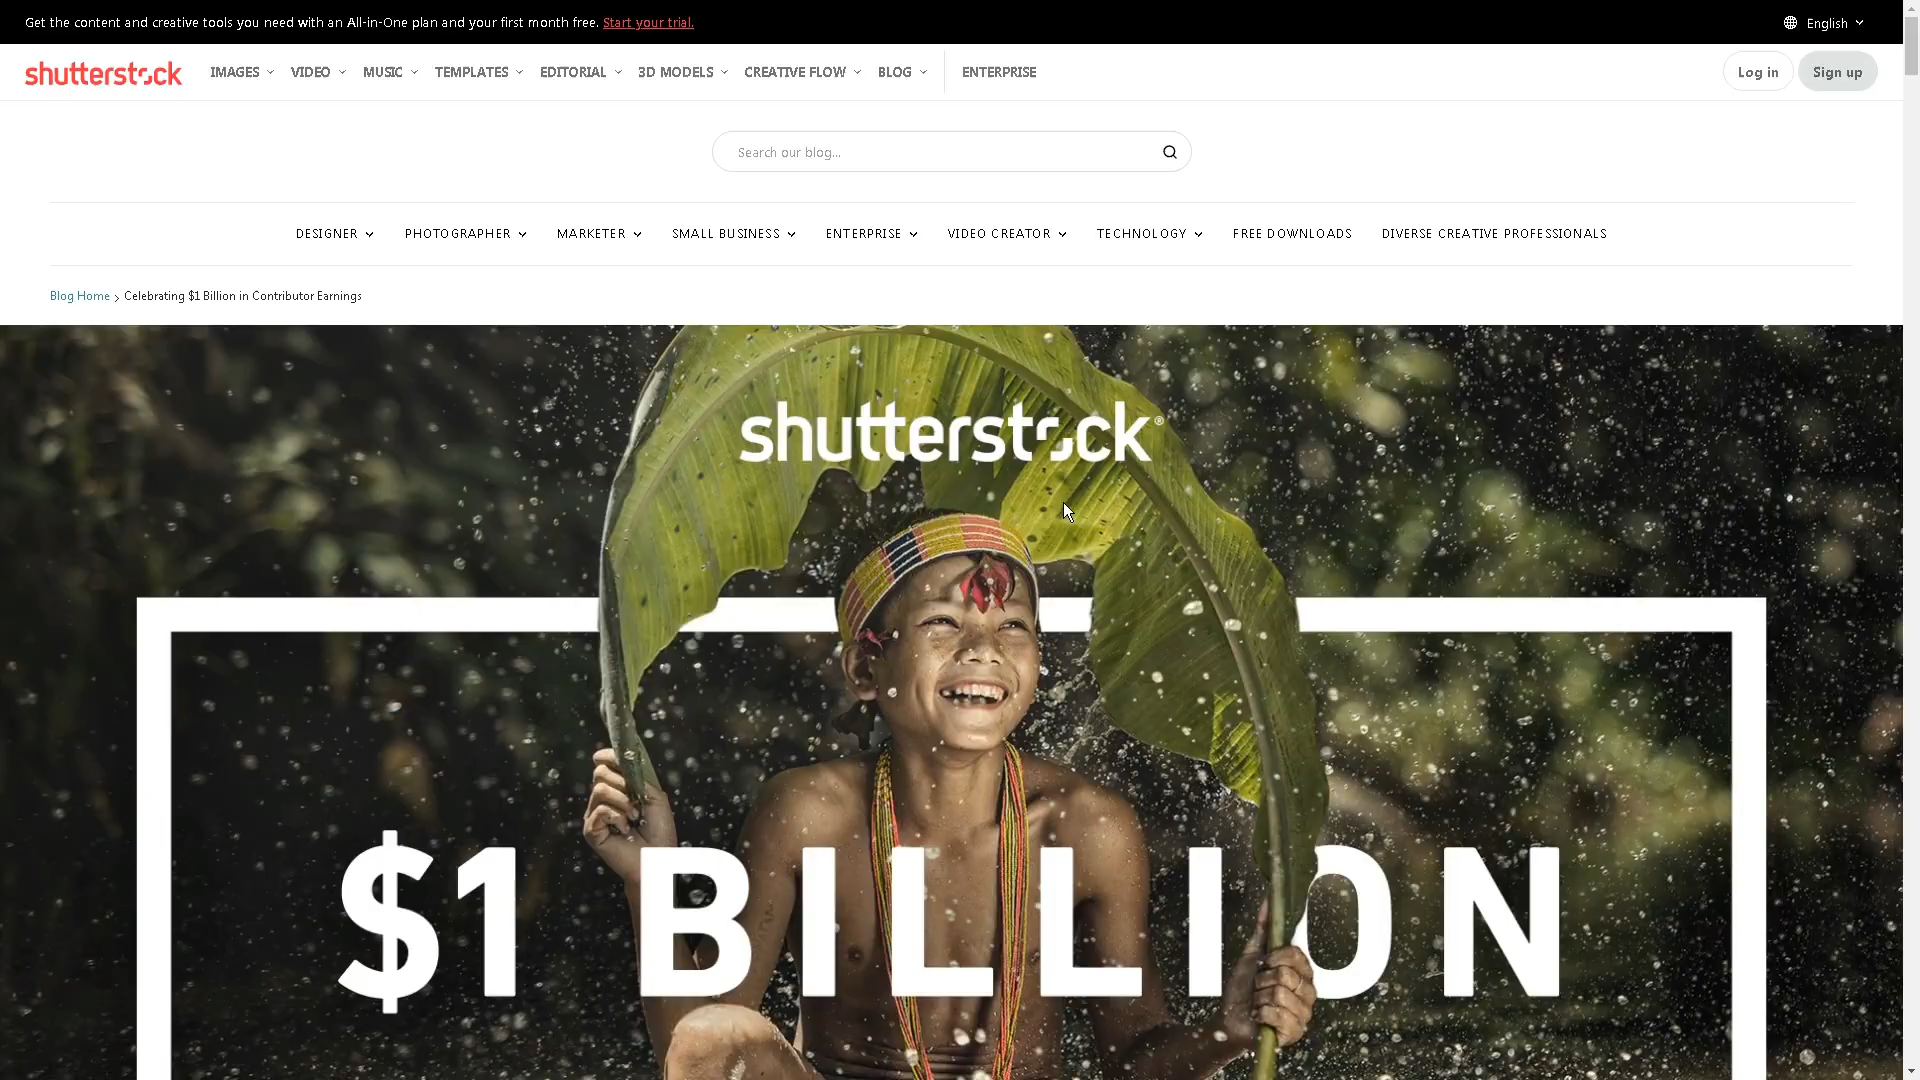 Get the content and creative tools you need with an All-in-One plan and your first month free. Start your trial.
English
shutterstock
IMAGES
VIDEO
MUSIC
TEMPLATES
EDITORIAL
3D MODELS
CREATIVE FLOW
BLOG
ENTERPRISE
Log in
Sign up
Search our blog...
DESIGNER
PHOTOGRAPHER
MARKETER
SMALL BUSINESS
ENTERPRISE
VIDEO CREATOR
TECHNOLOGY
FREE DOWNLOADS
DIVERSE CREATIVE PROFESSIONALS
Blog Home > Celebrating $1 Billion in Contributor Earnings
shutterstock®
$1 BILLION